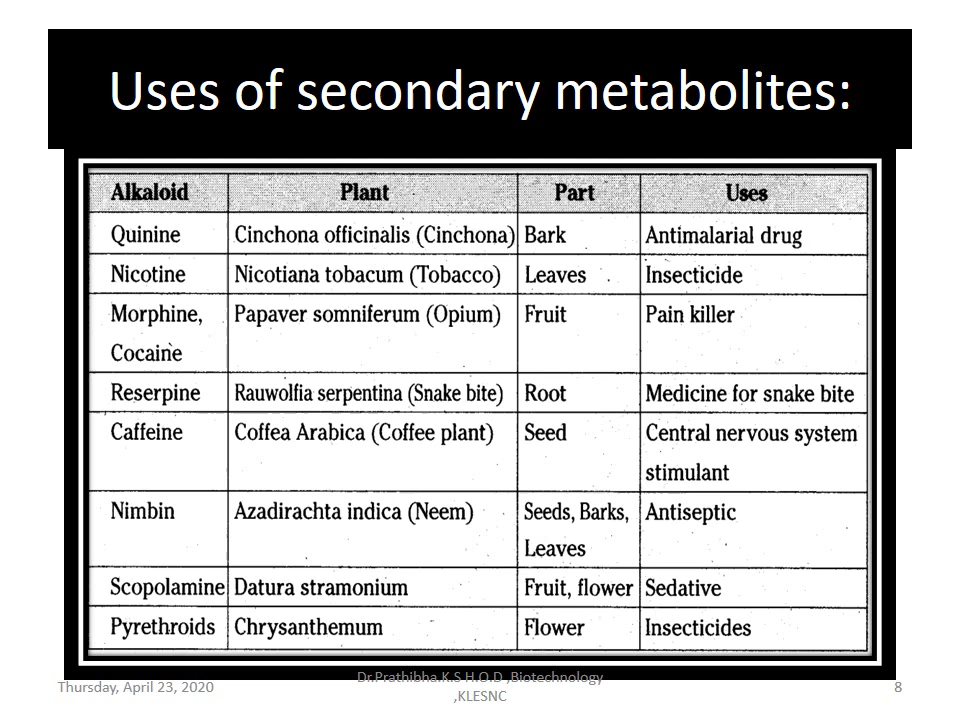 Uses of secondary metabolites:
Alkaloid Plant Part Uses
Quinine Cinchona officinalis (Cinchona) Bark Antimalarial drug
Nicotine Nicotiana tobacum (Tobacco) Leaves Insecticide
Morphine, Papaver somniferum (Opium) Fruit Pain killer
Cocaine
Reserpine Rauwolfia serpentina (Snake bite) Root Medicine for snake bite
Caffeine Coffea Arabica (Coffee plant) Seed Central nervous system
stimulant
Nimbin Azadirachta indica (Neem) Seeds, Barks, Antiseptic
Leaves
Scopolamine Datura stramonium Fruit, flower Sedative
Pyrethroids Chrysanthemum Flower Insecticides
Thursday, April 23, 2020
Dr.Prathibha.K.S H.O.D ,Biotechnology
,KLESNC
8